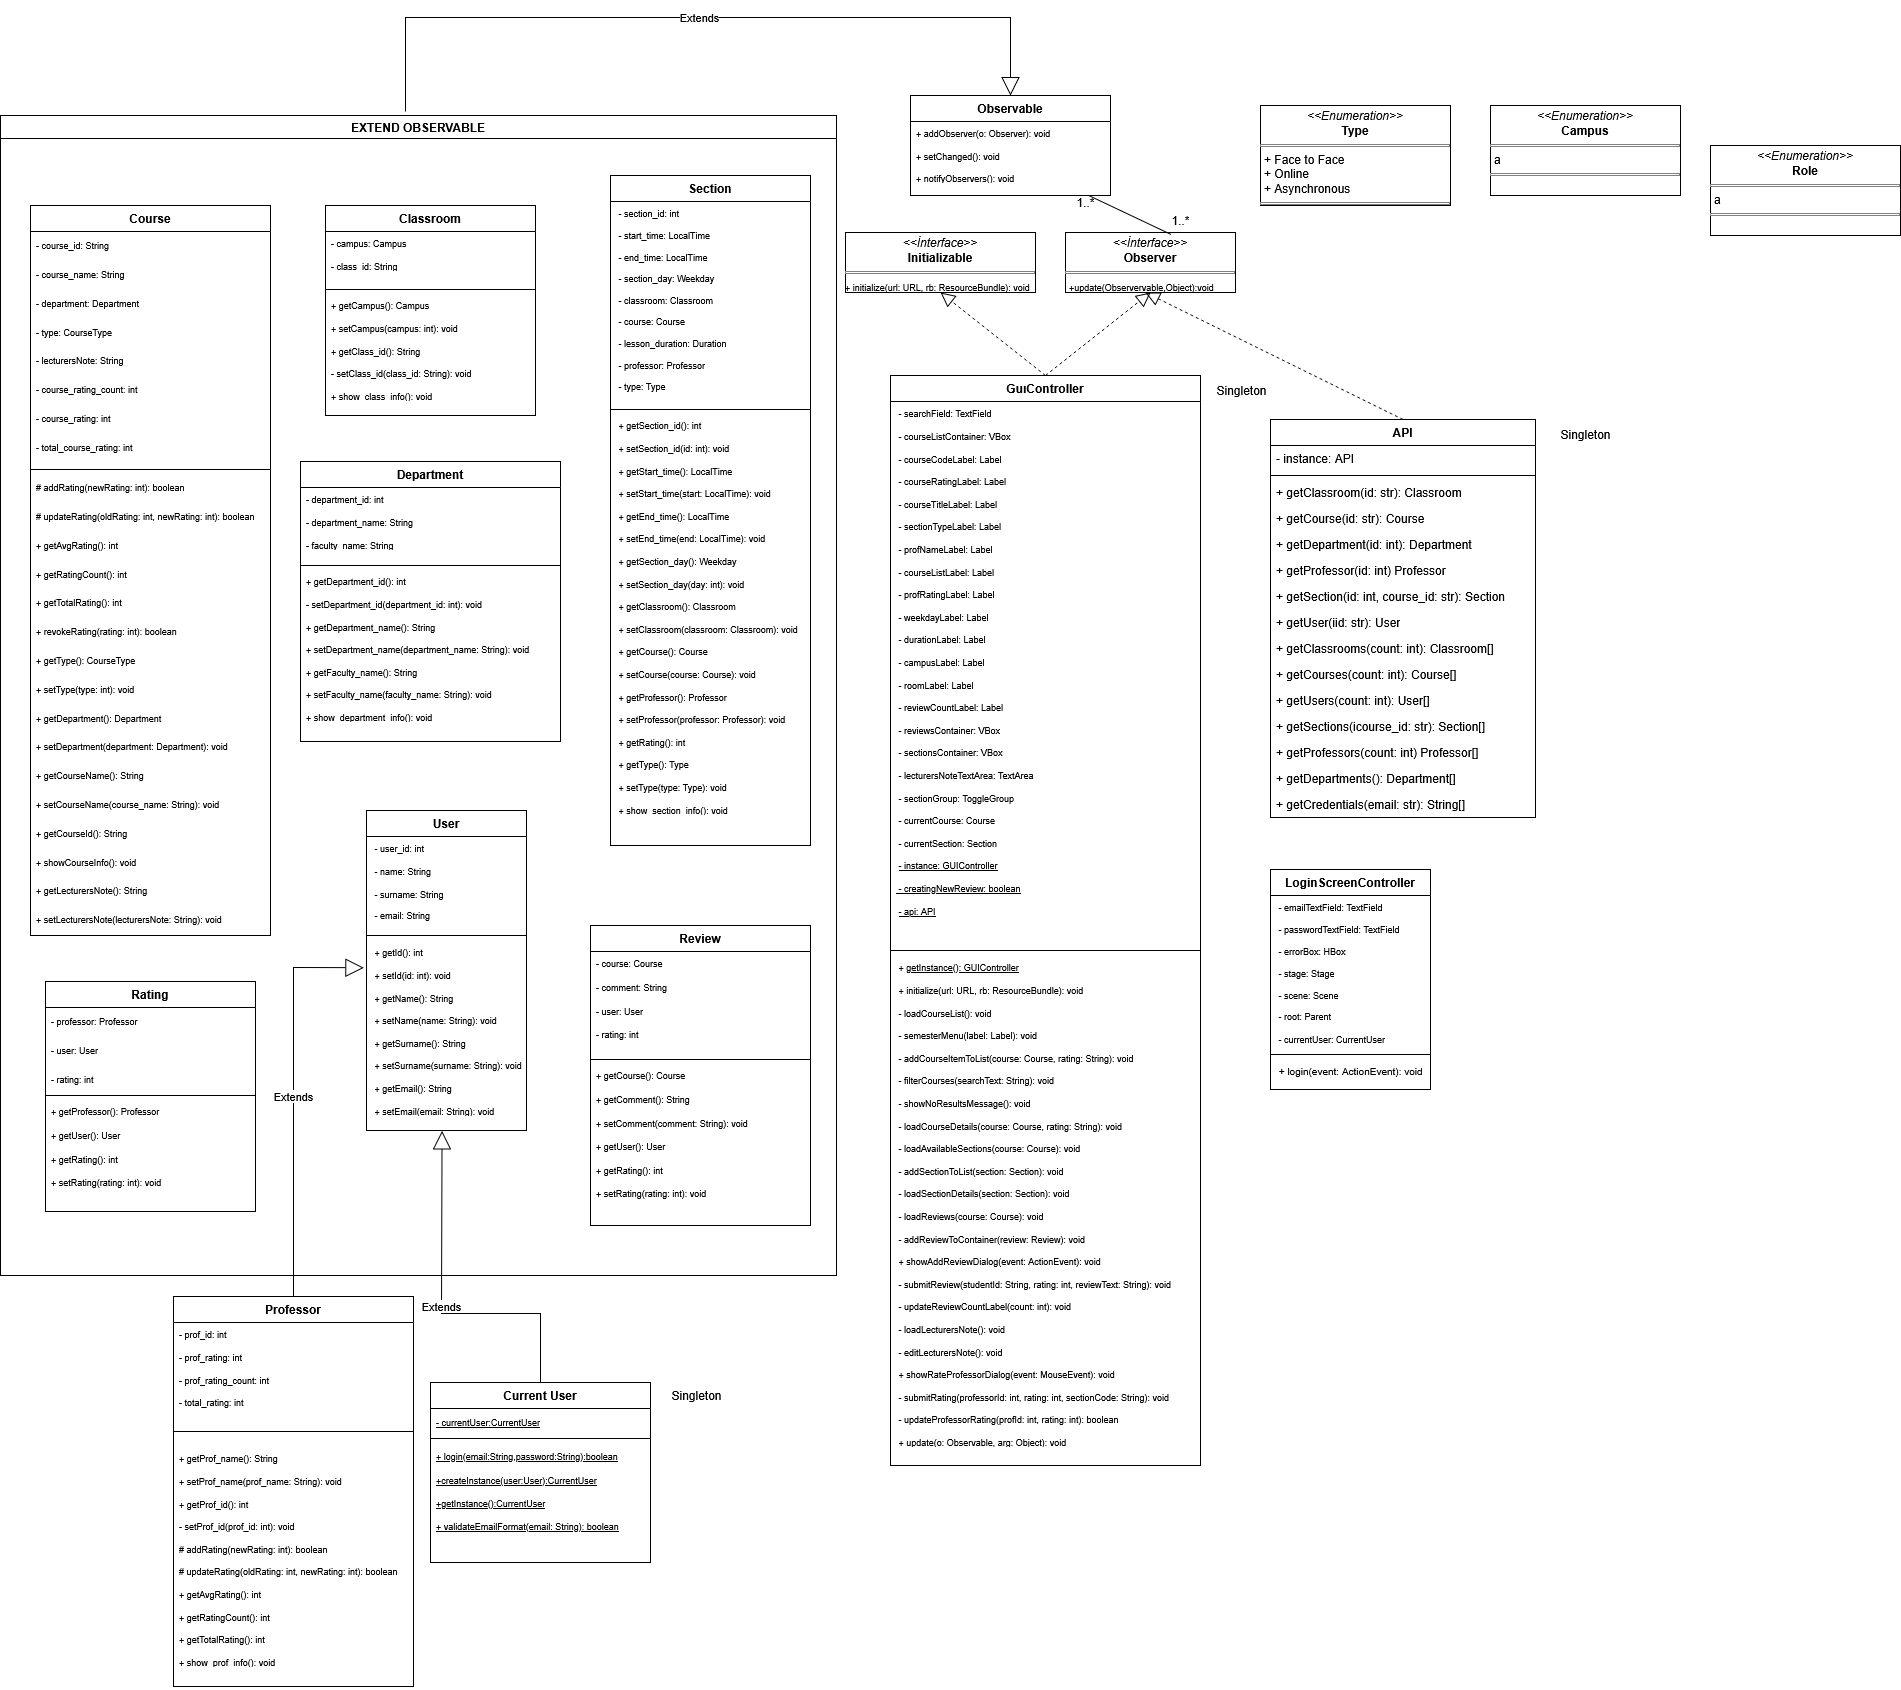 Extends
EXTEND OBSERVABLE
Course
- course_id: String
- course_name: String
- department: Department
- type: CourseType
- lecturersNote: String
- course_rating_count: int
- course_rating: int
- total_course_rating: int
# addRating(newRating: int): boolean
# updateRating(oldRating: int, newRating: int): boolean
+ getAvgRating(): int
+ getRatingCount(): int
+ getTotalRating(): int
+ revokeRating(rating: int): boolean
+ getType(): CourseType
+ setType(type: int): void
+ getDepartment(): Department
+ setDepartment(department: Department): void
+ getCourseName(): String
+ setCourseName(course_name: String): void
+ getCourseId(): String
+ showCourseInfo(): void
+ getLecturersNote(): String
+ setLecturersNote(lecturersNote: String): void
Classroom
- campus: Campus
- class_id: String
+ getCampus(): Campus
+ setCampus(campus: int): void
+ getClass_id(): String
- setClass_id(class_id: String): void
+ show_class_info(): void
Department
- department_id: int
- department_name: String
- faculty_name: String
+ getDepartment_id(): int
- setDepartment_id(department_id: int): void
+ getDepartment_name(): String
+ setDepartment_name(department_name: String): void
+ getFaculty_name(): String
+ setFaculty_name(faculty_name: String): void
+ show_department_info(): void
Section
- section_id: int
- start_time: LocalTime
- end_time: LocalTime
- section_day: Weekday
- classroom: Classroom
- course: Course
- lesson_duration: Duration
- professor: Professor
- type: Type
+ getSection_id(): int
+ setSection_id(id: int): void
+ getStart_time(): LocalTime
+ setStart_time(start: LocalTime): void
+ getEnd_time(): LocalTime
+ setEnd_time(end: LocalTime): void
+ getSection_day(): Weekday
+ setSection_day(day: int): void
+ getClassroom(): Classroom
+ setClassroom(classroom: Classroom): void
+ getCourse(): Course
+ setCourse(course: Course): void
+ getProfessor(): Professor
+ setProfessor(professor: Professor): void
+ getRating(): int
+ getType(): Type
+ setType(type: Type): void
+ show_section_info(): void
User
- user_id: int
- name: String
- surname: String
- email: String
+ getId(): int
+ setId(id: int): void
+ getName(): String
+ setName(name: String): void
+ getSurname(): String
+ setSurname(surname: String): void
+ getEmail(): String
+ setEmail(email: String): void
Review
- course: Course
- comment: String
- user: User
- rating: int
+ getCourse(): Course
+ getComment(): String
+ setComment(comment: String): void
+ getUser(): User
+ getRating(): int
+ setRating(rating: int): void
Rating
- professor: Professor
- user: User
- rating: int
+ getProfessor(): Professor
+ getUser(): User
+ getRating(): int
+ setRating(rating: int): void
Extends
Extends
Professor
- prof_id: int
- prof_rating: int
- prof_rating_count: int
- total_rating: int
+ getProf_name(): String
+ setProf_name(prof_name: String): void
+ getProf_id(): int
- setProf_id(prof_id: int): void
# addRating(newRating: int): boolean
# updateRating(oldRating: int, newRating: int): boolean
+ getAvgRating(): int
+ getRatingCount(): int
+ getTotalRating(): int
+ show_prof_info(): void
Current User
- currentUser:CurrentUser
+ login(email:String,password:String):boolean
+createInstance(user:User):CurrentUser
+getInstance():CurrentUser
+ validateEmailFormat(email: String): boolean
Singleton
Observable
+ addObserver(o: Observer): void
+ setChanged(): void
+ notifyObservers(): void
1..*
1..*
<<İnterface>>
Initializable
+ initialize(url: URL, rb: ResourceBundle): void
<<İnterface>>
Observer
+update(Observervable,Object):void
GuiController
- searchField: TextField
- courseListContainer: VBox
- courseCodeLabel: Label
- courseRatingLabel: Label
- courseTitleLabel: Label
- sectionTypeLabel: Label
- profNameLabel: Label
- courseListLabel: Label
- profRatingLabel: Label
- weekdayLabel: Label
- durationLabel: Label
- campusLabel: Label
- roomLabel: Label
- reviewCountLabel: Label
- reviewsContainer: VBox
- sectionsContainer: VBox
- lecturersNoteTextArea: TextArea
- sectionGroup: ToggleGroup
- currentCourse: Course
- currentSection: Section
- instance: GUIController
- creatingNewReview: boolean
- api: API
+ getInstance(): GUIController
+ initialize(url: URL, rb: ResourceBundle): void
- loadCourseList(): void
- semesterMenu(label: Label): void
- addCourseItemToList(course: Course, rating: String): void
- filterCourses(searchText: String): void
- showNoResultsMessage(): void
- loadCourseDetails(course: Course, rating: String): void
- loadAvailableSections(course: Course): void
- addSectionToList(section: Section): void
- loadSectionDetails(section: Section): void
- loadReviews(course: Course): void
- addReviewToContainer(review: Review): void
+ showAddReviewDialog(event: ActionEvent): void
- submitReview(studentId: String, rating: int, reviewText: String): void
- updateReviewCountLabel(count: int): void
- loadLecturersNote(): void
- editLecturersNote(): void
+ showRateProfessorDialog(event: MouseEvent): void
- submitRating(professorId: int, rating: int, sectionCode: String): void
- updateProfessorRating(profId: int, rating: int): boolean
+ update(o: Observable, arg: Object): void
Singleton
<<Enumeration>>
Type
+ Face to Face
+ Online
+ Asynchronous
<<Enumeration>>
Campus
a
<<Enumeration>>
Role
a
API
- instance: API
+ getClassroom(id: str): Classroom
+ getCourse(id: str): Course
+ getDepartment(id: int): Department
+ getProfessor(id: int) Professor
+ getSection(id: int, course_id: str): Section
+ getUser(iid: str): User
+ getClassrooms(count: int): Classroom[]
+ getCourses(count: int): Course[]
+ getUsers(count: int): User[]
+ getSections(icourse_id: str): Section[]
+ getProfessors(count: int) Professor[]
+ getDepartments(): Department[]
+ getCredentials(email: str): String[]
Singleton
LoginScreenController
- emailTextField: TextField
- passwordTextField: TextField
- errorBox: HBox
- stage: Stage
- scene: Scene
- root: Parent
- currentUser: CurrentUser
+ login(event: ActionEvent): void